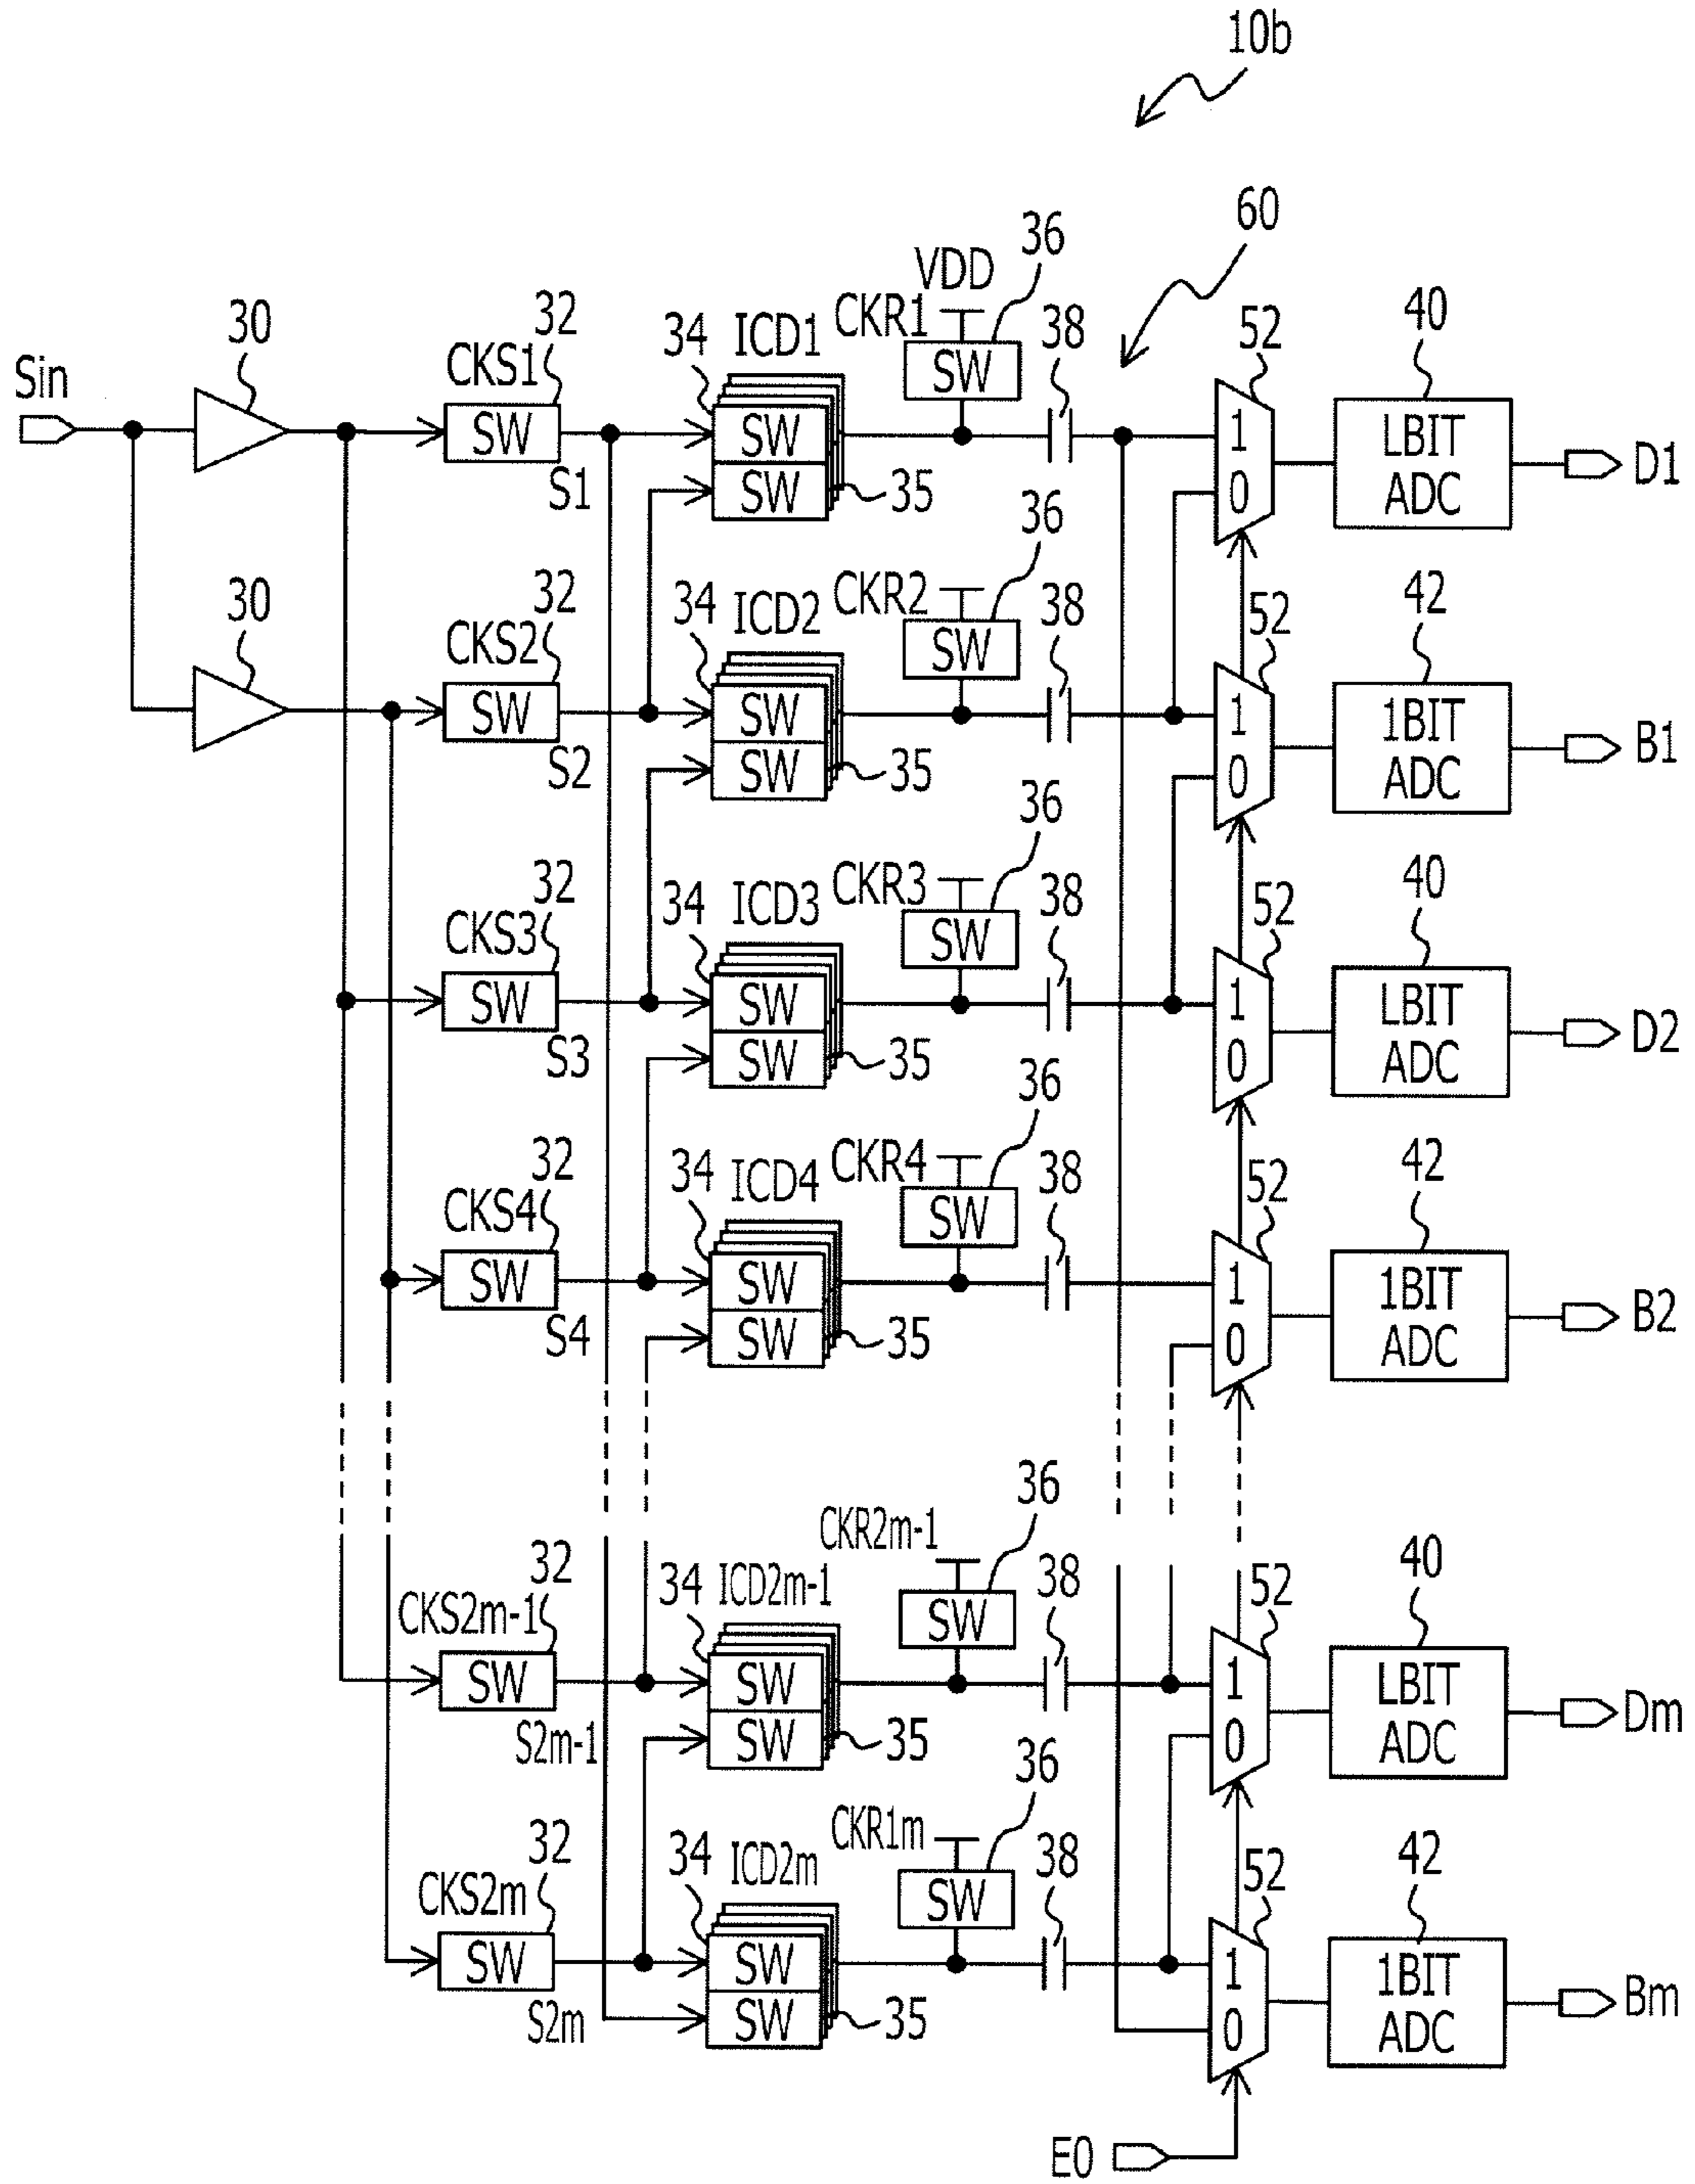 10b
60
Sin
30
CKS1
32
SW
S1
34
ICD1
SW
SW
35
CKR1
VDD
36
SW
38
52
1
0
40
LBIT
ADC
D1
30
CKS2
32
SW
S2
34
ICD2
SW
SW
35
CKR2
36
SW
38
52
1
0
42
1BIT
ADC
B1
CKS3
32
SW
S3
34
ICD3
SW
SW
35
CKR3
36
SW
38
52
1
0
40
LBIT
ADC
D2
CKS4
32
SW
S4
34
ICD4
SW
SW
35
CKR4
36
SW
38
52
1
0
42
1BIT
ADC
B2
CKS2m-1
32
SW
S2m-1
34
ICD2m-1
SW
SW
35
CKR2m-1
36
SW
38
52
1
0
40
LBIT
ADC
Dm
CKS2m
32
SW
S2m
34
ICD2m
SW
SW
35
CKR1m
36
SW
38
52
1
0
42
1BIT
ADC
Bm
E0